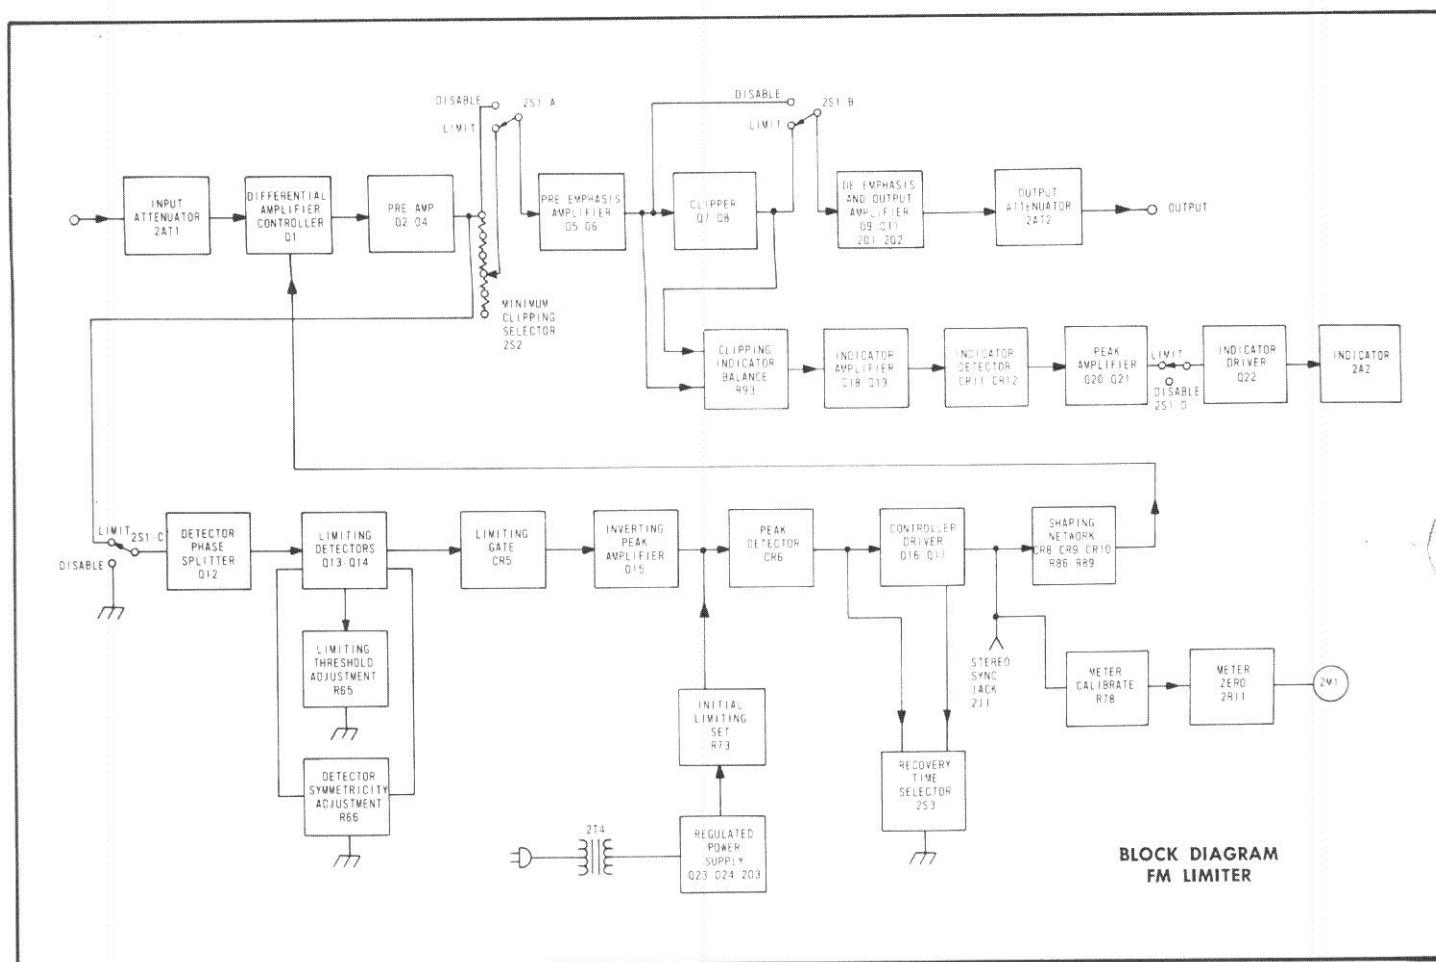 DISABLE
2S1 A
LIMIT
DISABLE
2S1 B
LIMIT
INPUT
ATTENUATOR
2AT1
DIFFERENTIAL
AMPLIFIER
CONTROLLER
Q1
PRE AMP
Q2 Q4
PRE EMPHASIS
AMPLIFIER
Q5 Q6
CLIPPER
Q7 Q8
DE EMPHASIS
AND OUTPUT
AMPLIFIER
Q9 Q11
2Q1 2Q2
OUTPUT
ATTENUATOR
2AT2
OUTPUT
MINIMUM
CLIPPING
SELECTOR
2S2
CLIPPING
INDICATOR
BALANCE
R93
INDICATOR
AMPLIFIER
Q18 Q19
INDICATOR
DETECTOR
CR11 CR12
PEAK
AMPLIFIER
Q20 Q21
LIMIT
DISABLE
2S1 D
INDICATOR
DRIVER
Q22
INDICATOR
2A2
LIMIT
2S1-C
DISABLE
DETECTOR
PHASE
SPLITTER
Q12
LIMITING
DETECTORS
Q13-Q14
LIMITING
GATE
CR5
INVERTING
PEAK
AMPLIFIER
Q15
PEAK
DETECTOR
CR6
CONTROLLER
DRIVER
Q16 Q17
SHAPING
NETWORK
CR8 CR9 CR10
R86 R89
LIMITING
THRESHOLD
ADJUSTMENT
R65
INITIAL
LIMITING
SET
R73
STEREO
SYNC
JACK
2J1
METER
CALIBRATE
R78
METER
ZERO
2R11
2M1
DETECTOR
SYMMETRICITY
ADJUSTMENT
R66
RECOVERY
TIME
SELECTOR
2S3
2T4
REGULATED
POWER
SUPPLY
Q23 Q24 2Q3
BLOCK DIAGRAM
FM LIMITER